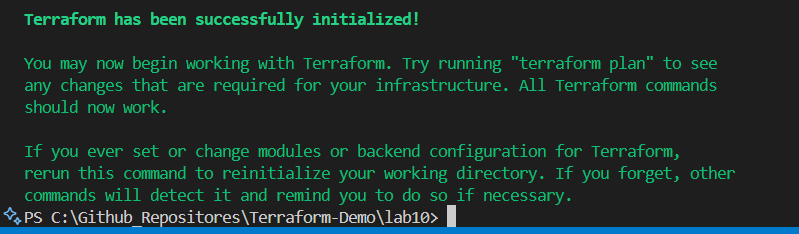 Terraform has been successfully initialized!
You may now begin working with Terraform. Try running "terraform plan" to see
any changes that are required for your infrastructure. All Terraform commands
should now work.
If you ever set or change modules or backend configuration for Terraform,
rerun this command to reinitialize your working directory. If you forget, other
commands will detect it and remind you to do so if necessary.
PS C:\Github_Repositores\Terraform-Demo\lab10>